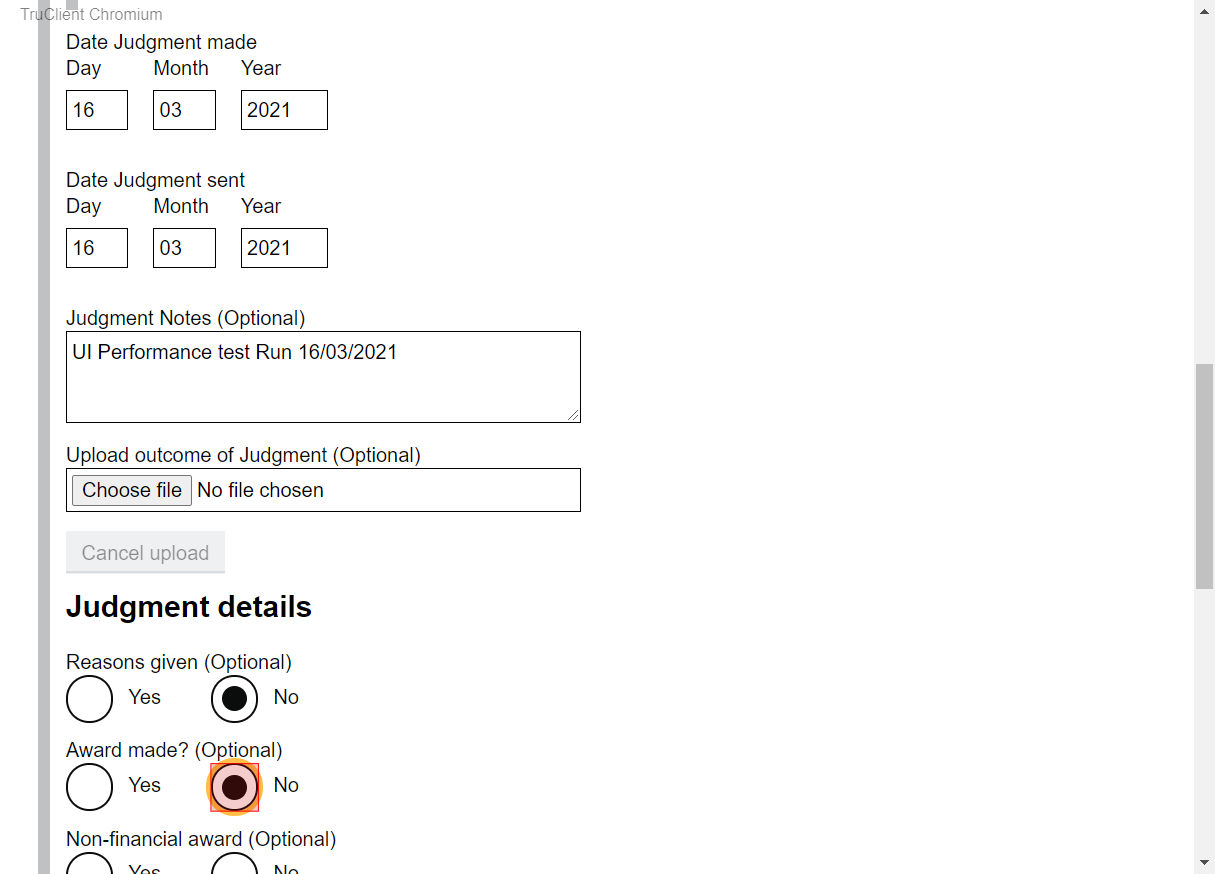 TruClient Chromium
Date Judgment made
Day Month Year
16 03 2021
Date Judgment sent
Day Month Year
16 03 2021
Judgment Notes (Optional)
UI Performance test Run 16/03/2021
Upload outcome of Judgment (Optional)
Choose file No file chosen
Cancel upload
Judgment details
Reasons given (Optional)
Yes No
Award made? (Optional)
Yes No
Non-financial award (Optional)
Yes No